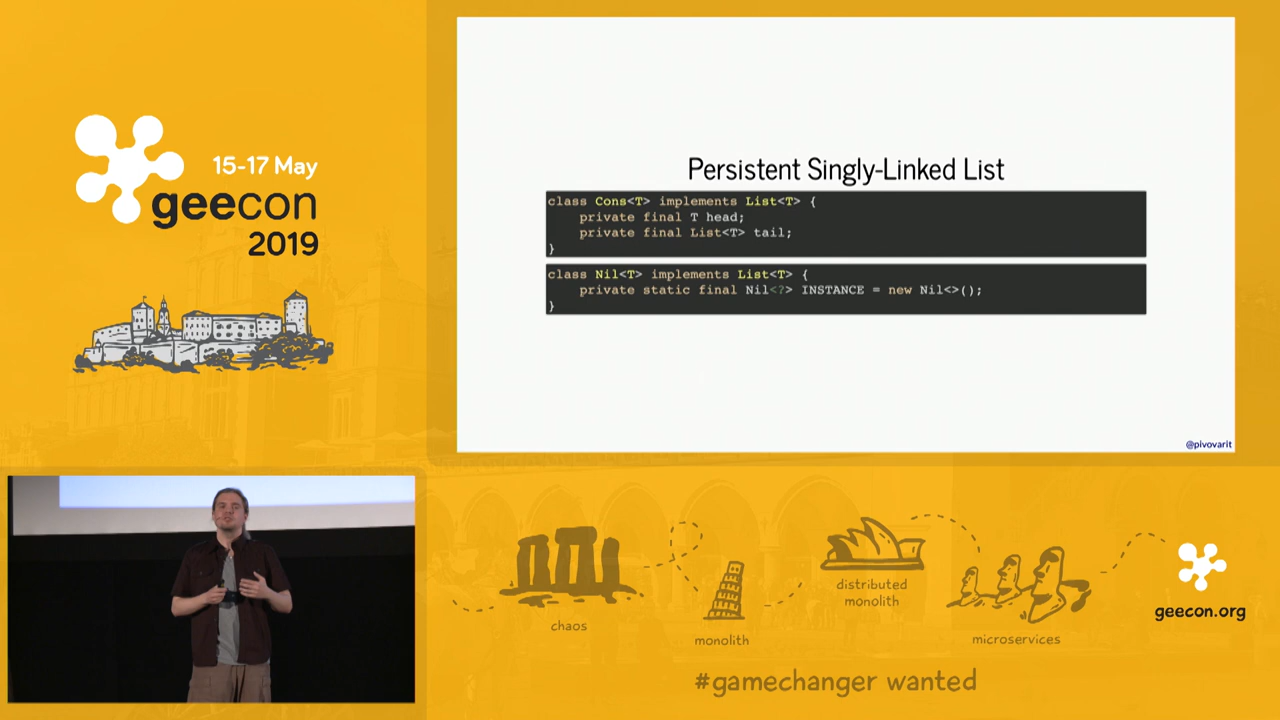 15-17 May
geecon
2019
Persistent Singly-Linked List
class Cons<T> implements List<T> {
    private final T head;
    private final List<T> tail;
}
class Nil<T> implements List<T> {
    private static final Nil<?> INSTANCE = new Nil<>();
}
@pivovarit
chaos
monolith
distributed
monolith
microservices
geecon.org
#gamechanger wanted